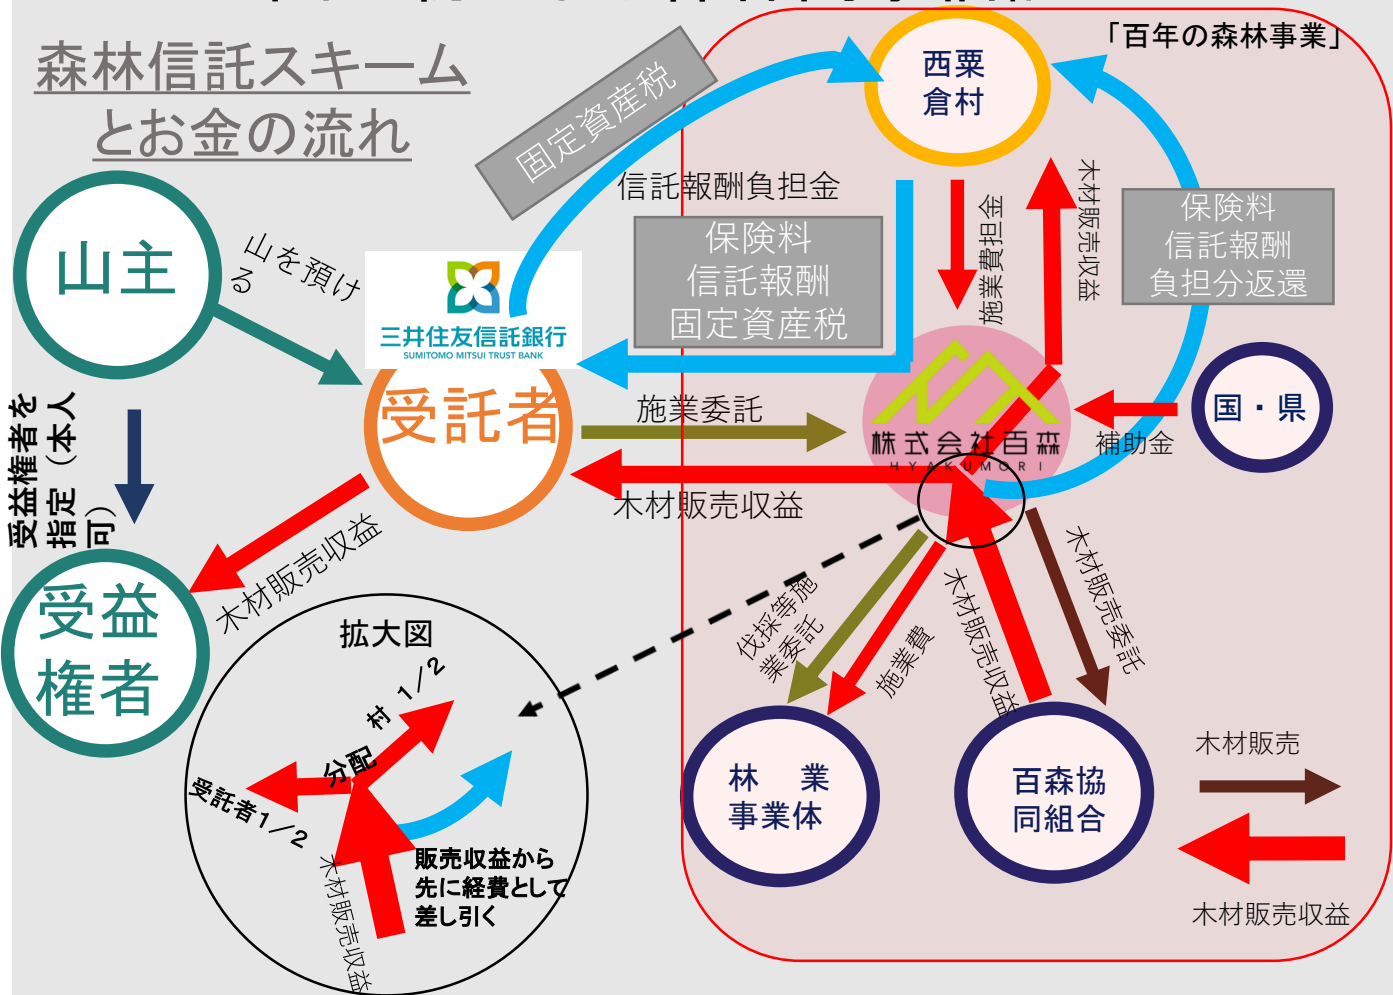 森林信託スキーム
とお金の流れ
「百年の森林事業」
固定資産税
西粟
倉村
信託報酬負担金
保険料
信託報酬
固定資産税
施業費担金
木材販売収益
保険料
信託報酬
負担分返還
山主
山を預け
る
三井住友信託銀行
SUMITOMO MITSUI TRUST BANK
受託者
施業委託
木材販売収益
株式会社百森
HYAKUMORI
国・県
補助金
受益権者を
指定（本人
可）
受益
権者
木材販売収益
伐採等施
業委託
施業費
木材販売収益
木材販売委託
林　業
事業体
百森協
同組合
木材販売
木材販売収益
拡大図
村 1／2
分配
受託者1／2
木材販売収益
販売収益から
先に経費として
差し引く